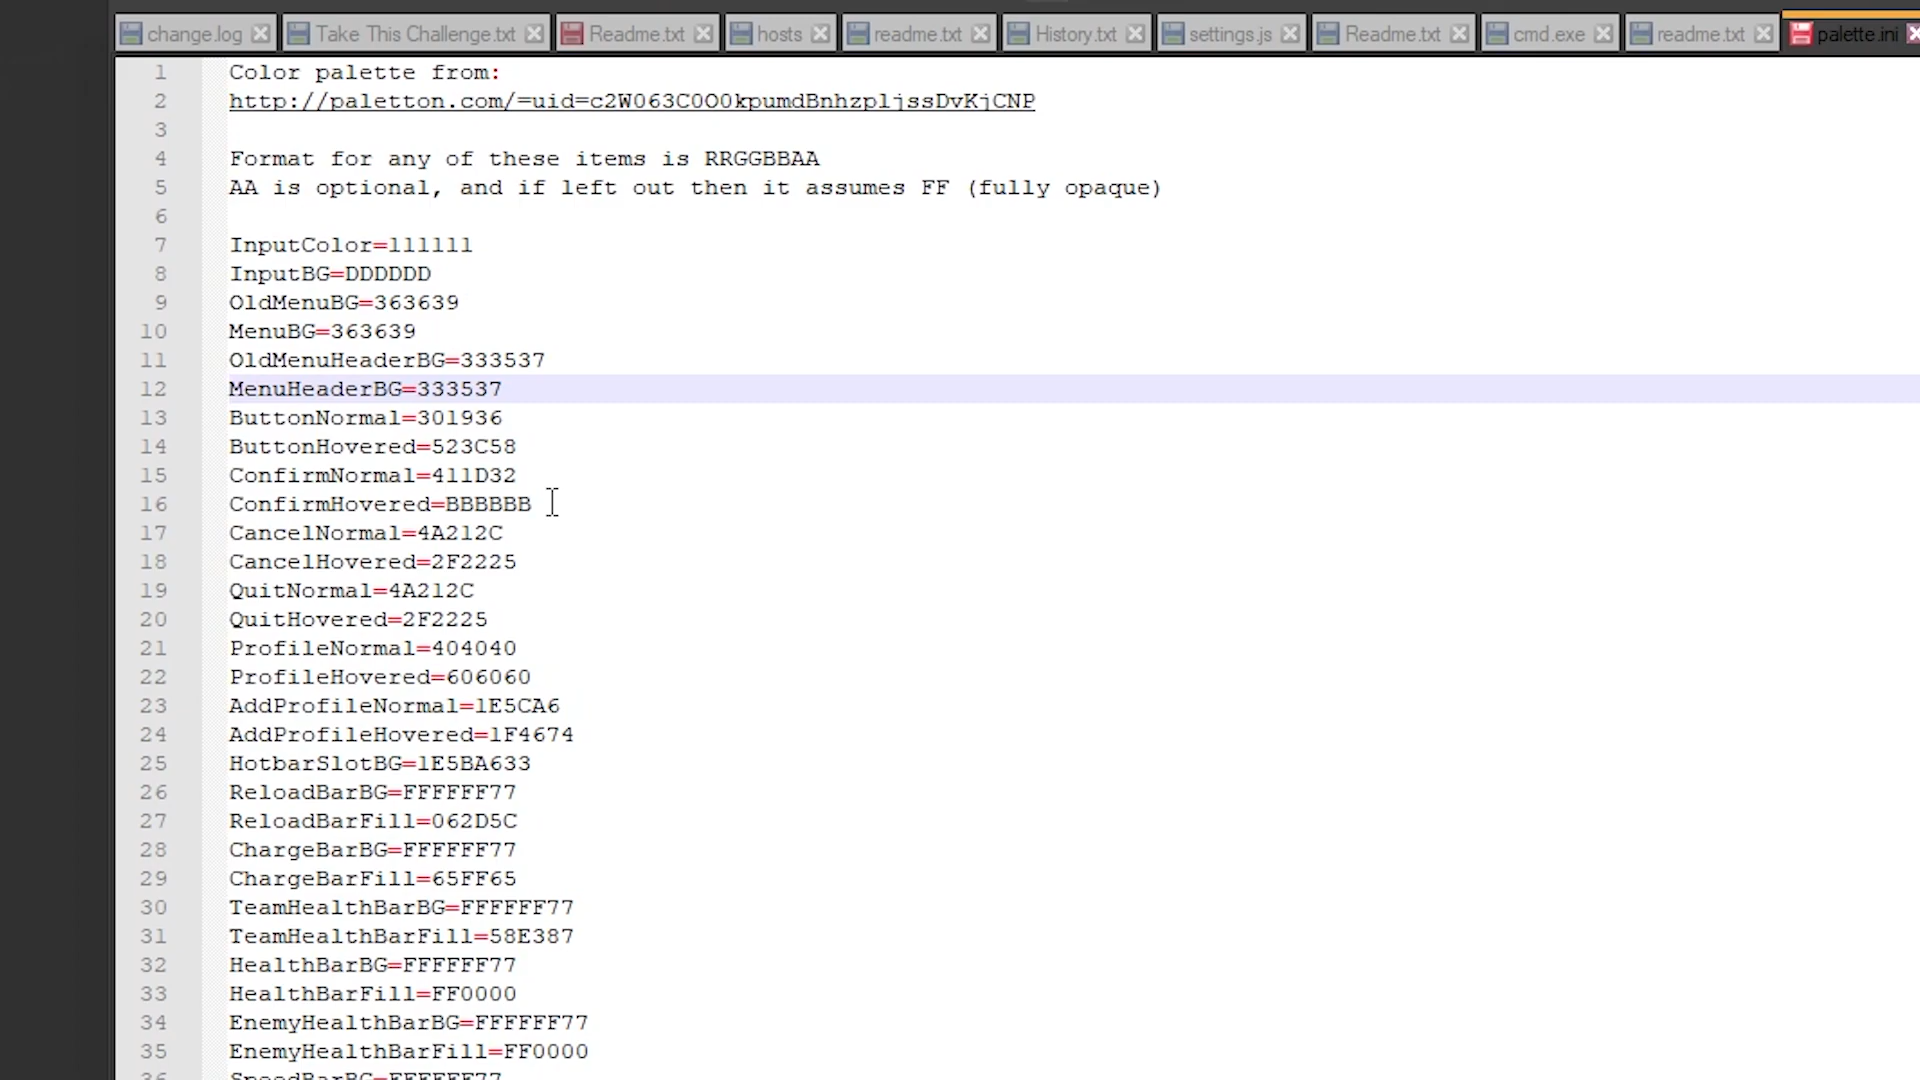 change.log Take This Challenge.txt Readme.txt hosts readme.txt History.txt settings.js Readme.txt cmd.exe readme.txt palette.ini
1 Color palette from:
2 http://paletton.com/=uid=c2W063C0O0kpumdBnhzpljssDvKjCNP
3
4 Format for any of these items is RRGGBBAA
5 AA is optional, and if left out then it assumes FF (fully opaque)
6
7 InputColor=111111
8 InputBG=DDDDDD
9 OldMenuBG=363639
10 MenuBG=363639
11 OldMenuHeaderBG=333537
12 MenuHeaderBG=333537
13 ButtonNormal=301936
14 ButtonHovered=523C58
15 ConfirmNormal=411D32
16 ConfirmHovered=BBBBBB
17 CancelNormal=4A212C
18 CancelHovered=2F2225
19 QuitNormal=4A212C
20 QuitHovered=2F2225
21 ProfileNormal=404040
22 ProfileHovered=606060
23 AddProfileNormal=1E5CA6
24 AddProfileHovered=1F4674
25 HotbarSlotBG=1E5BA633
26 ReloadBarBG=FFFFFF77
27 ReloadBarFill=062D5C
28 ChargeBarBG=FFFFFF77
29 ChargeBarFill=65FF65
30 TeamHealthBarBG=FFFFFF77
31 TeamHealthBarFill=58E387
32 HealthBarBG=FFFFFF77
33 HealthBarFill=FF0000
34 EnemyHealthBarBG=FFFFFF77
35 EnemyHealthBarFill=FF0000
36 SpeedBarBG=FFFFFF77